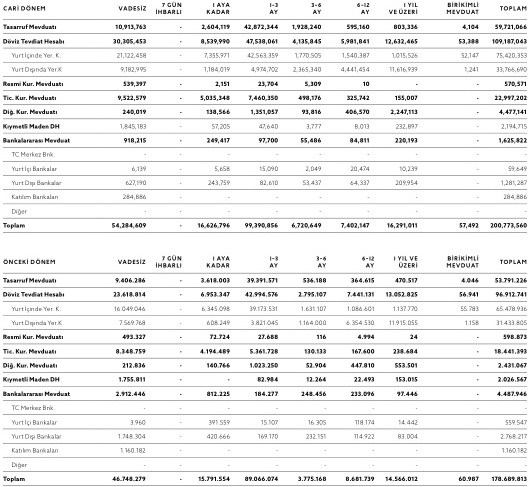 CARİ DÖNEM VADESİZ 7 GÜN İHBARLI 1 AYA KADAR 1-3 AY 3-6 AY 6-12 AY 1 YIL VE ÜZERİ BİRİKİMLİ MEVDUAT TOPLAM
Tasarruf Mevduatı 10,913,763 - 2,604,119 42,872,344 1,928,240 595,160 803,336 4,104 59,721,066
Döviz Tevdiat Hesabı 30,305,453 - 8,539,990 47,538,061 4,135,845 5,981,841 12,632,465 53,388 109,187,043
Yurt İçinde Yer. K. 21,122,458 - 7,355,971 42,563,359 1,770,505 1,540,387 1,015,526 52,147 75,420,353
Yurt Dışında Yer.K 9,182,995 - 1,184,019 4,974,702 2,365,340 4,441,454 11,616,939 1,241 33,766,690
Resmi Kur. Mevduatı 539,397 - 2,151 23,704 5,309 10 - - 570,571
Tic. Kur. Mevduatı 9,522,579 - 5,035,348 7,460,350 498,176 325,742 155,007 - 22,997,202
Diğ. Kur. Mevduatı 240,019 - 138,566 1,351,057 93,816 406,570 2,247,113 - 4,477,141
Kıymetli Maden DH 1,845,183 - 57,205 47,640 3,777 8,013 232,897 - 2,194,715
Bankalararası Mevduat 918,215 - 249,417 97,700 55,486 84,811 220,193 - 1,625,822
TC Merkez Bnk. - - - - - - - - -
Yurt İçi Bankalar 6,139 - 5,658 15,090 2,049 20,474 10,239 - 59,649
Yurt Dışı Bankalar 627,190 - 243,759 82,610 53,437 64,337 209,954 - 1,281,287
Katılım Bankaları 284,886 - - - - - - - 284,886
Diğer - - - - - - - - -
Toplam 54,284,609 - 16,626,796 99,390,856 6,720,649 7,402,147 16,291,011 57,492 200,773,560
ÖNCEKİ DÖNEM VADESİZ 7 GÜN İHBARLI 1 AYA KADAR 1-3 AY 3-6 AY 6-12 AY 1 YIL VE ÜZERİ BİRİKİMLİ MEVDUAT TOPLAM
Tasarruf Mevduatı 9.406.286 - 3.618.003 39.391.571 536.188 364.615 470.517 4.046 53.791.226
Döviz Tevdiat Hesabı 23.618.814 - 6.953.347 42.994.576 2.795.107 7.441.131 13.052.825 56.941 96.912.741
Yurt İçinde Yer. K. 16.049.046 - 6.345.098 39.173.531 1.631.107 1.086.601 1.137.770 55.783 65.478.936
Yurt Dışında Yer.K 7.569.768 - 608.249 3.821.045 1.164.000 6.354.530 11.915.055 1.158 31.433.805
Resmi Kur. Mevduatı 493.327 - 72.724 27.688 116 4.994 24 - 598.873
Tic. Kur. Mevduatı 8.348.759 - 4.194.489 5.361.728 130.133 167.600 238.684 - 18.441.393
Diğ. Kur. Mevduatı 212.836 - 140.766 1.023.250 52.904 447.810 553.501 - 2.431.067
Kıymetli Maden DH 1.755.811 - - 82.984 12.264 22.493 153.015 - 2.026.567
Bankalararası Mevduat 2.912.446 - 812.225 184.277 248.456 233.096 97.446 - 4.487.946
TC Merkez Bnk. - - - - - - - - -
Yurt İçi Bankalar 3.960 - 391.559 15.107 16.305 118.174 14.442 - 559.547
Yurt Dışı Bankalar 1.748.304 - 420.666 169.170 232.151 114.922 83.004 - 2.768.217
Katılım Bankaları 1.160.182 - - - - - - - 1.160.182
Diğer - - - - - - - - -
Toplam 46.748.279 - 15.791.554 89.066.074 3.775.168 8.681.739 14.566.012 60.987 178.689.813